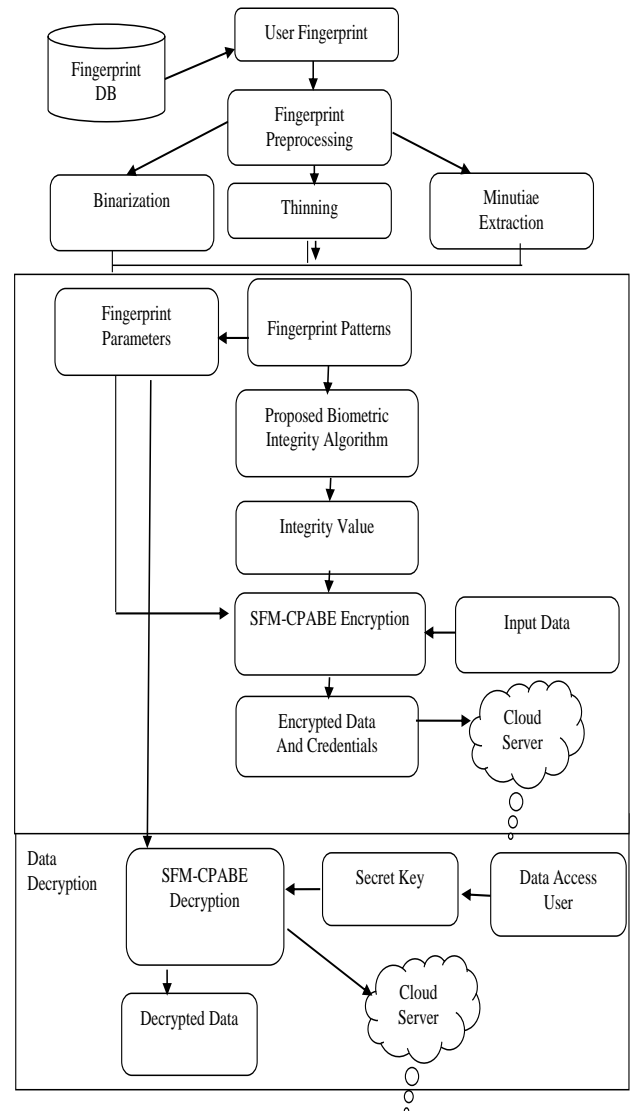 User Fingerprint
Fingerprint
DB
Fingerprint
Preprocessing
Binarization
Thinning
Minutiae
Extraction
Fingerprint
Parameters
Fingerprint Patterns
Proposed Biometric
Integrity Algorithm
Integrity Value
SFM-CPABE Encryption
Input Data
Encrypted Data
And Credentials
Cloud
Server
Data
Decryption
SFM-CPABE
Decryption
Secret Key
Data Access
User
Decrypted Data
Cloud
Server